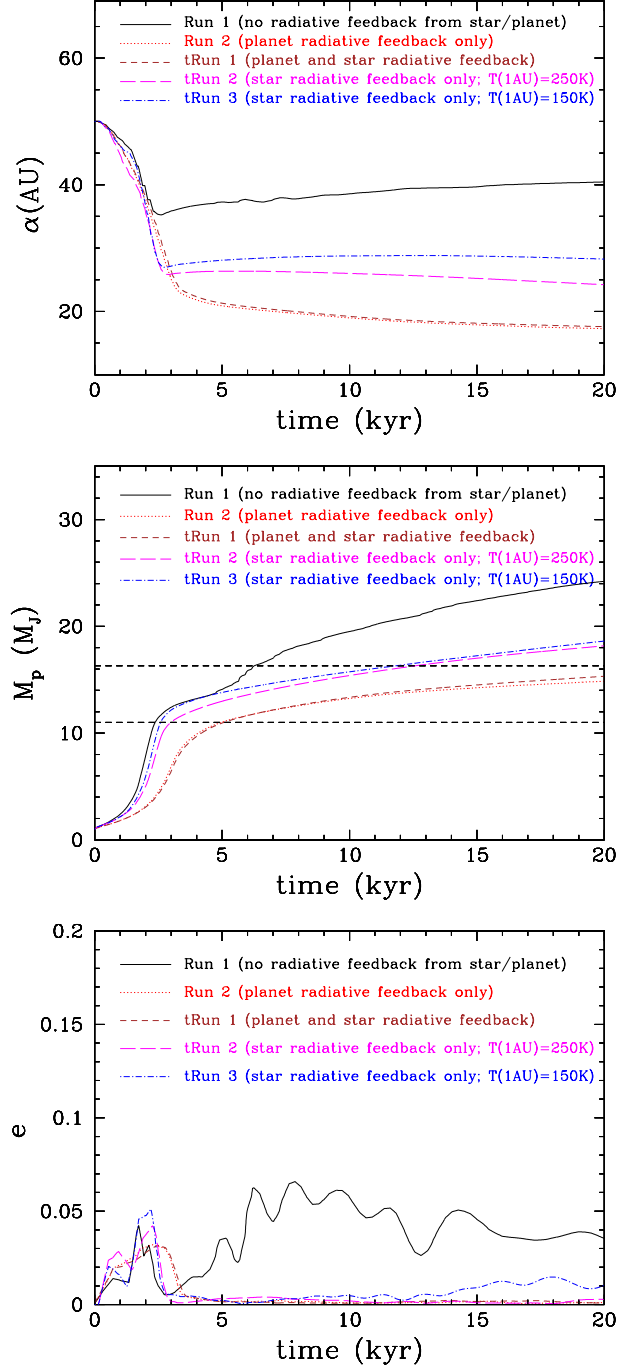 Run 1 (no radiative feedback from star/planet)
Run 2 (planet radiative feedback only)
tRun 1 (planet and star radiative feedback)
tRun 2 (star radiative feedback only; T(1AU)=250K)
tRun 3 (star radiative feedback only; T(1AU)=150K)
60
40
20
α(AU)
0 5 10 15 20
time (kyr)
Run 1 (no radiative feedback from star/planet)
Run 2 (planet radiative feedback only)
tRun 1 (planet and star radiative feedback)
tRun 2 (star radiative feedback only; T(1AU)=250K)
tRun 3 (star radiative feedback only; T(1AU)=150K)
30
20
10
0
Mp (MJ)
0 5 10 15 20
time (kyr)
Run 1 (no radiative feedback from star/planet)
Run 2 (planet radiative feedback only)
tRun 1 (planet and star radiative feedback)
tRun 2 (star radiative feedback only; T(1AU)=250K)
tRun 3 (star radiative feedback only; T(1AU)=150K)
0.2
0.15
0.1
0.05
0
e
0 5 10 15 20
time (kyr)